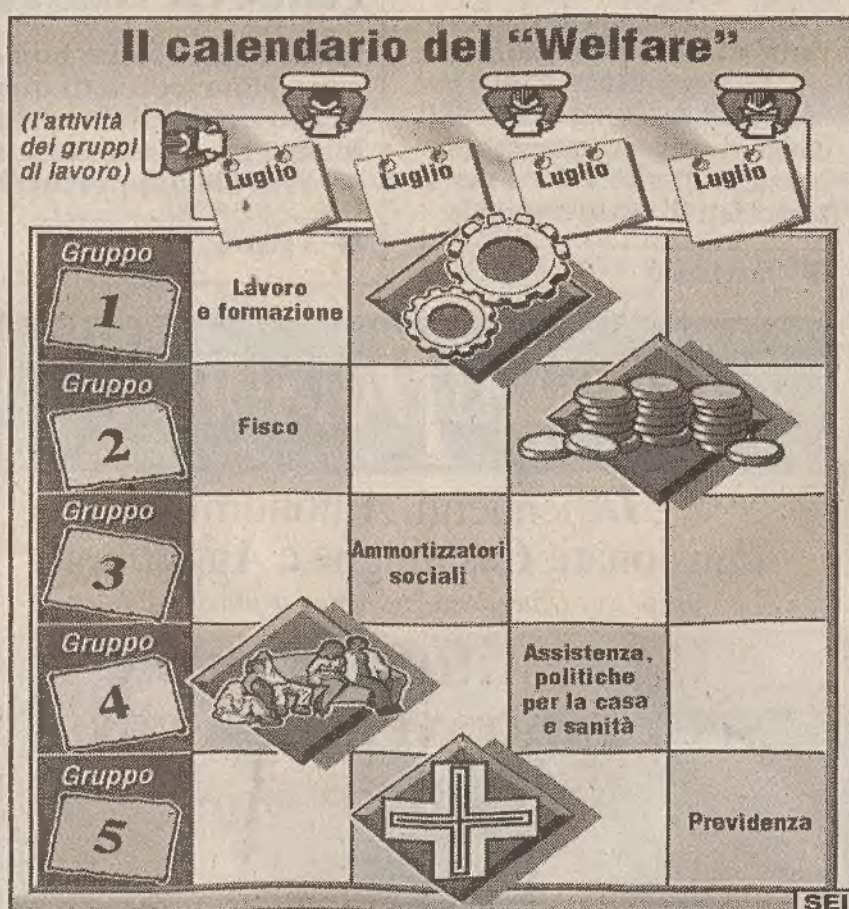 Il calendario del “Welfare”
(l'attività
dei gruppi
di lavoro)
Luglio
Luglio
Luglio
Luglio
Gruppo
1
Lavoro
e formazione
Gruppo
2
Fisco
Gruppo
3
Ammortizzatori
sociali
Gruppo
4
Assistenza,
politiche
per la casa
e sanità
Gruppo
5
Previdenza
SEI